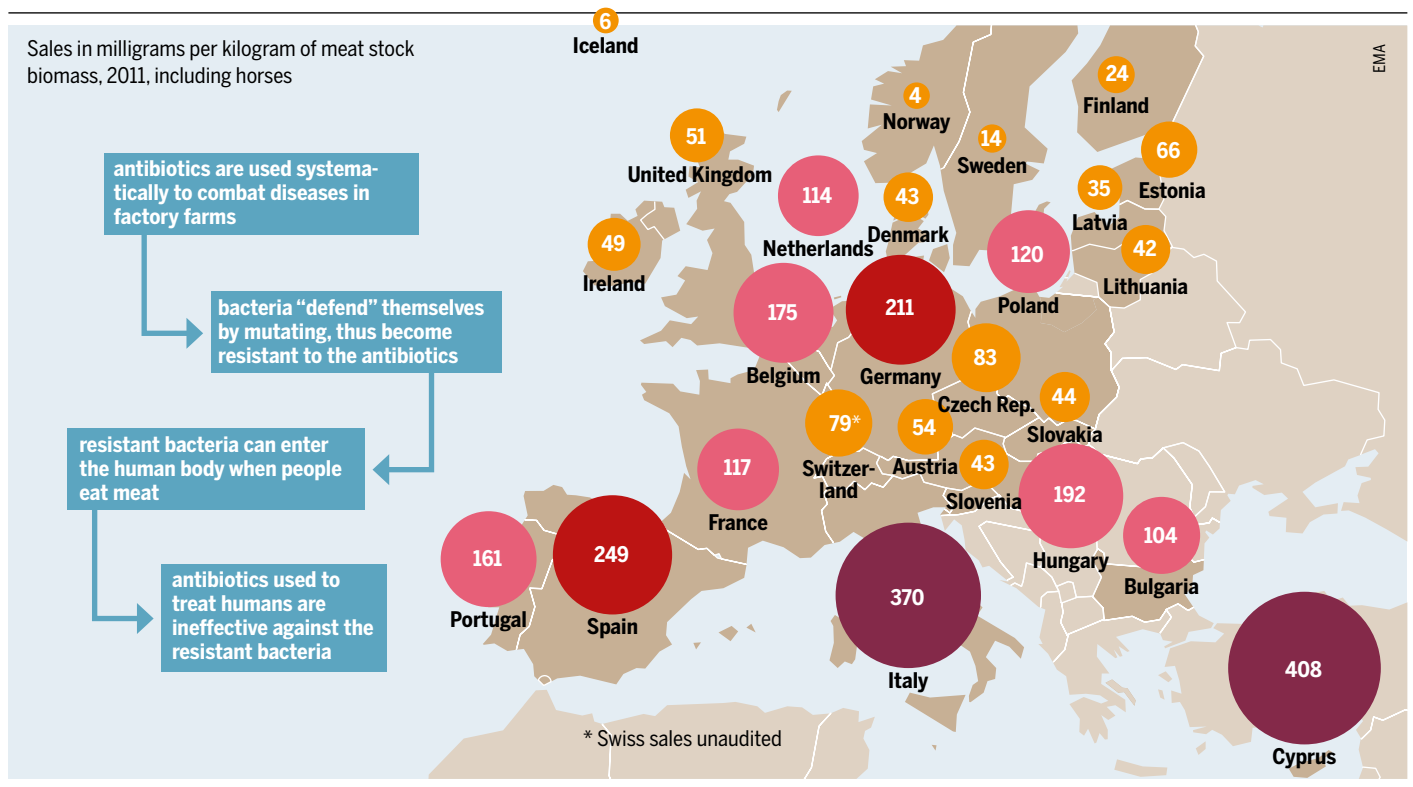 Sales in milligrams per kilogram of meat stock
biomass, 2011, including horses
EMA
antibiotics are used systema-
tically to combat diseases in
factory farms
bacteria “defend” themselves
by mutating, thus become
resistant to the antibiotics
resistant bacteria can enter
the human body when people
eat meat
antibiotics used to
treat humans are
ineffective against the
resistant bacteria
6
Iceland
4
Norway
14
Sweden
24
Finland
66
Estonia
35
Latvia
42
Lithuania
51
United Kingdom
49
Ireland
114
Netherlands
43
Denmark
120
Poland
175
Belgium
211
Germany
83
Czech Rep.
44
Slovakia
79*
Switzer-
land
54
Austria
43
Slovenia
192
Hungary
104
Bulgaria
117
France
161
Portugal
249
Spain
370
Italy
408
Cyprus
* Swiss sales unaudited